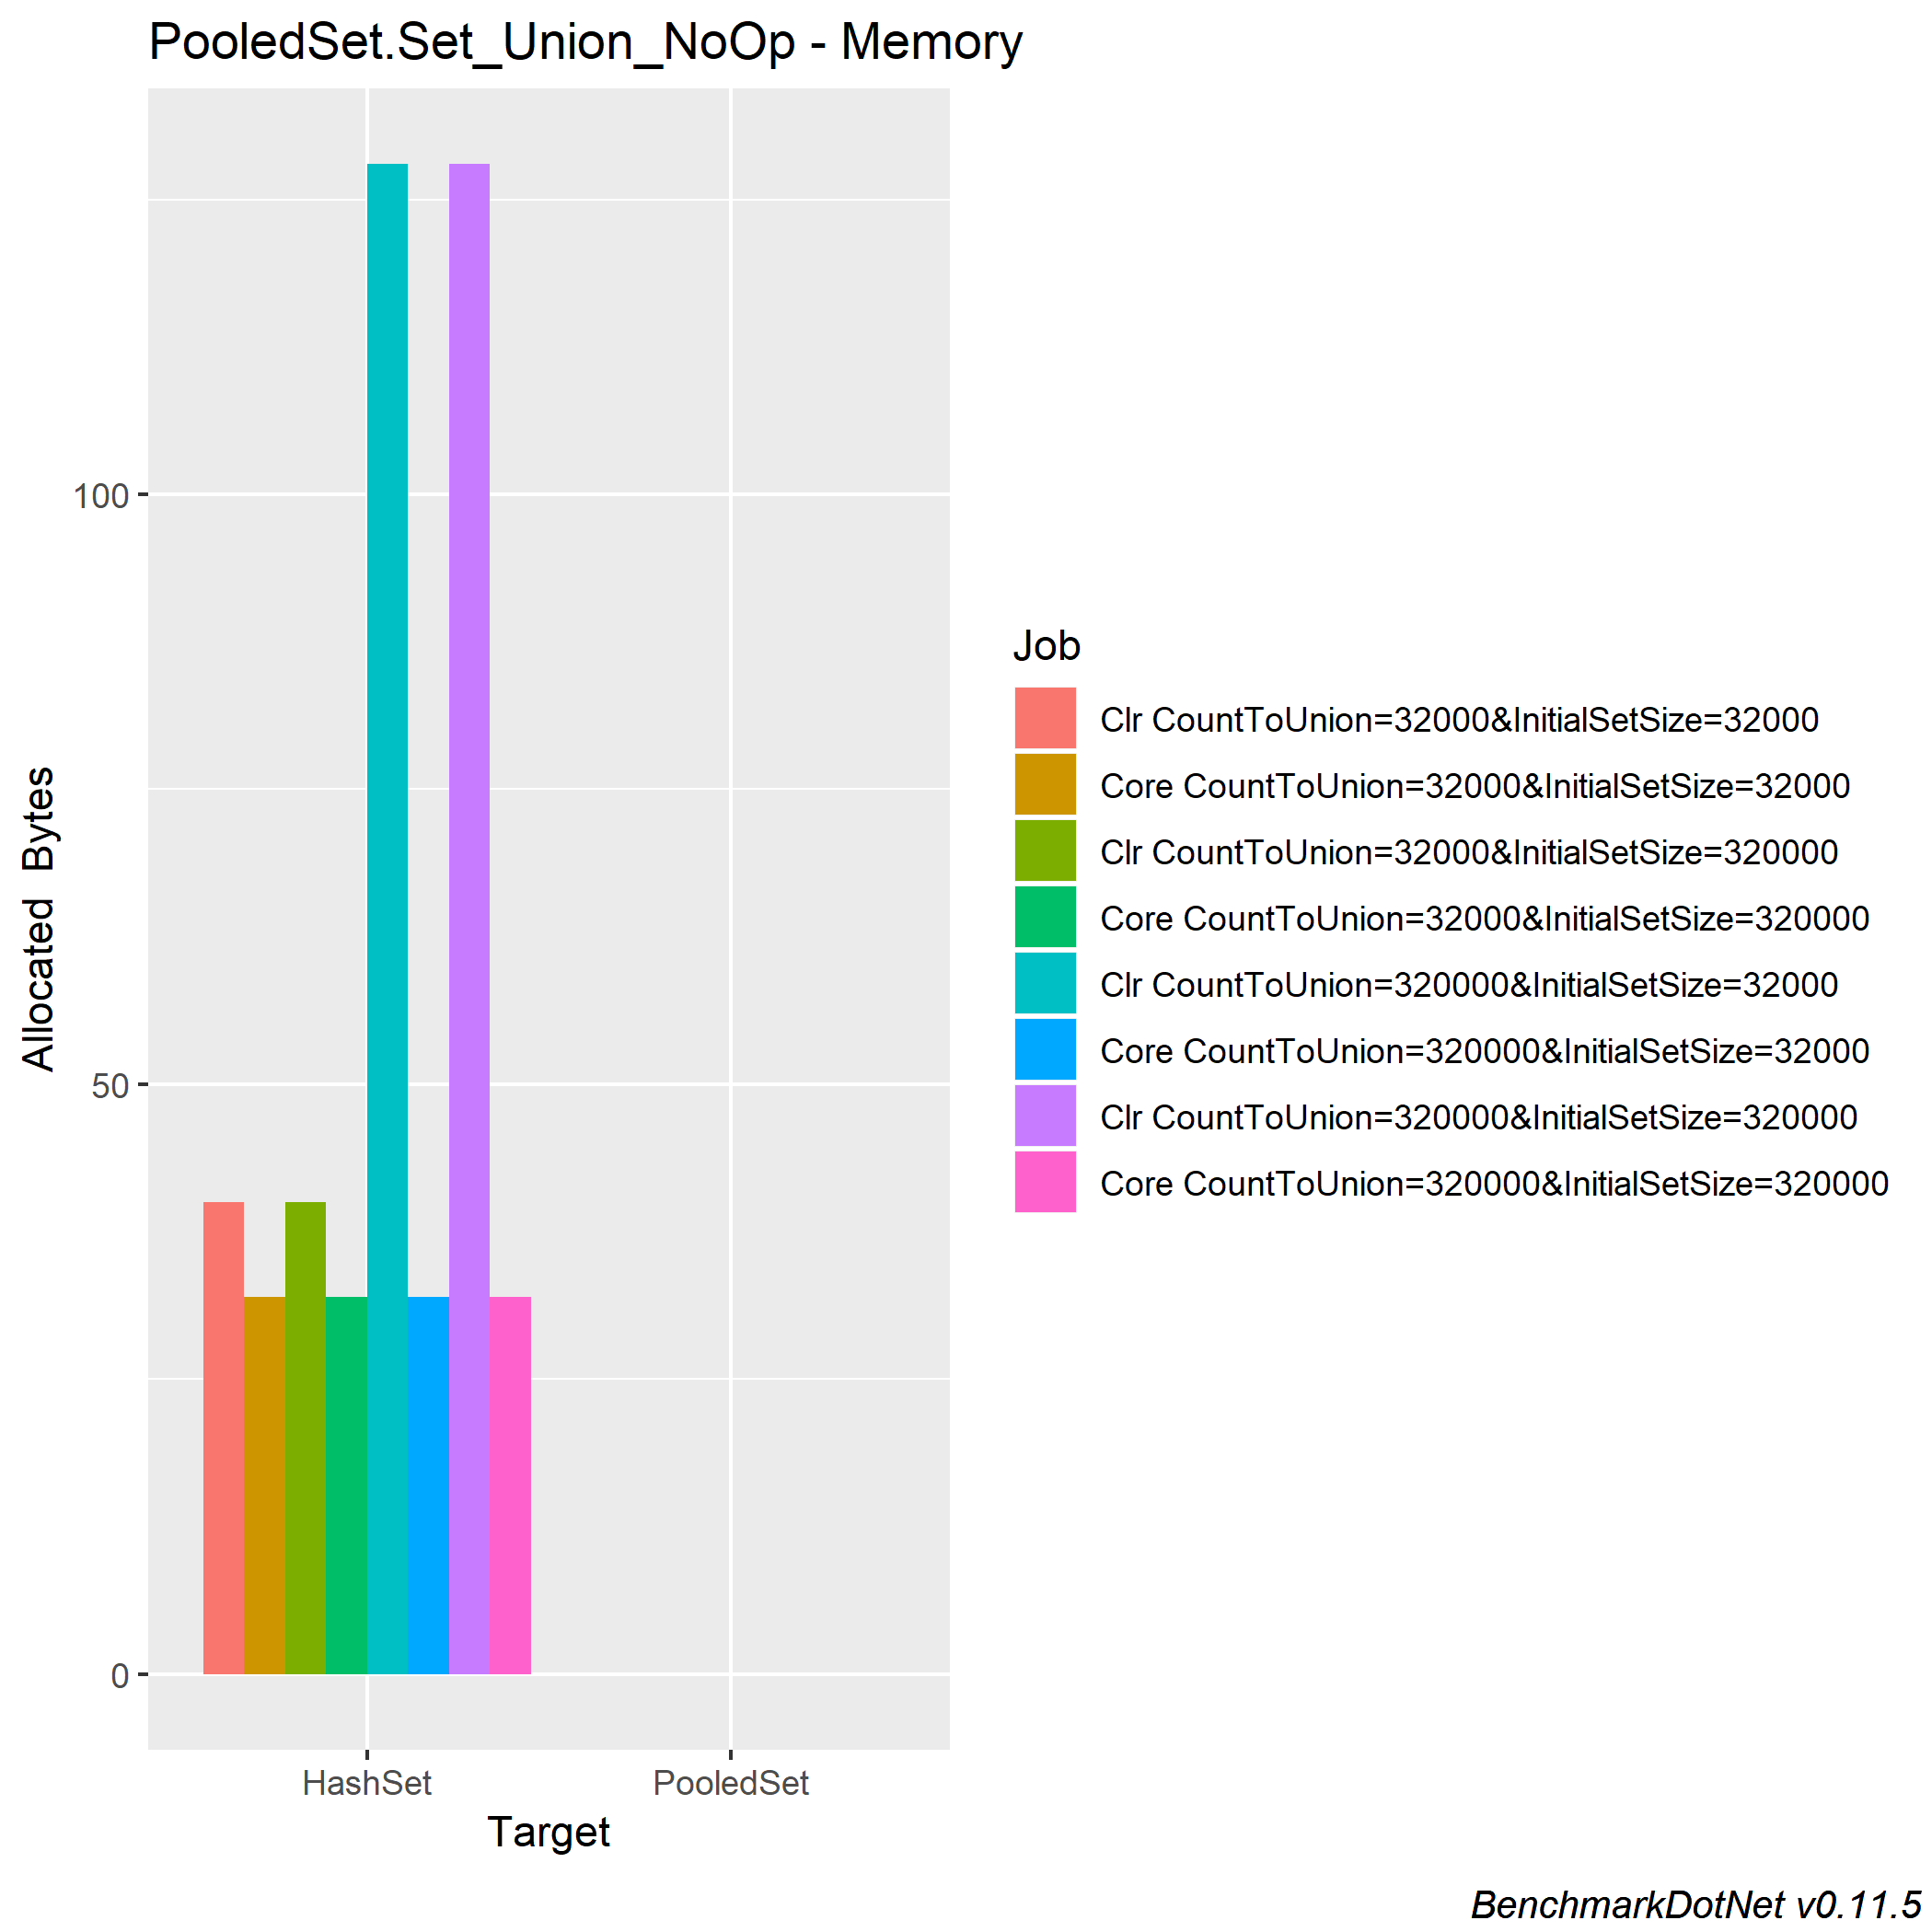 PooledSet.Set_Union_NoOp - Memory
Allocated Bytes
100
50
0
HashSet
PooledSet
Target
Job
Clr CountToUnion=32000&InitialSetSize=32000
Core CountToUnion=32000&InitialSetSize=32000
Clr CountToUnion=32000&InitialSetSize=320000
Core CountToUnion=32000&InitialSetSize=320000
Clr CountToUnion=320000&InitialSetSize=32000
Core CountToUnion=320000&InitialSetSize=32000
Clr CountToUnion=320000&InitialSetSize=320000
Core CountToUnion=320000&InitialSetSize=320000
BenchmarkDotNet v0.11.5